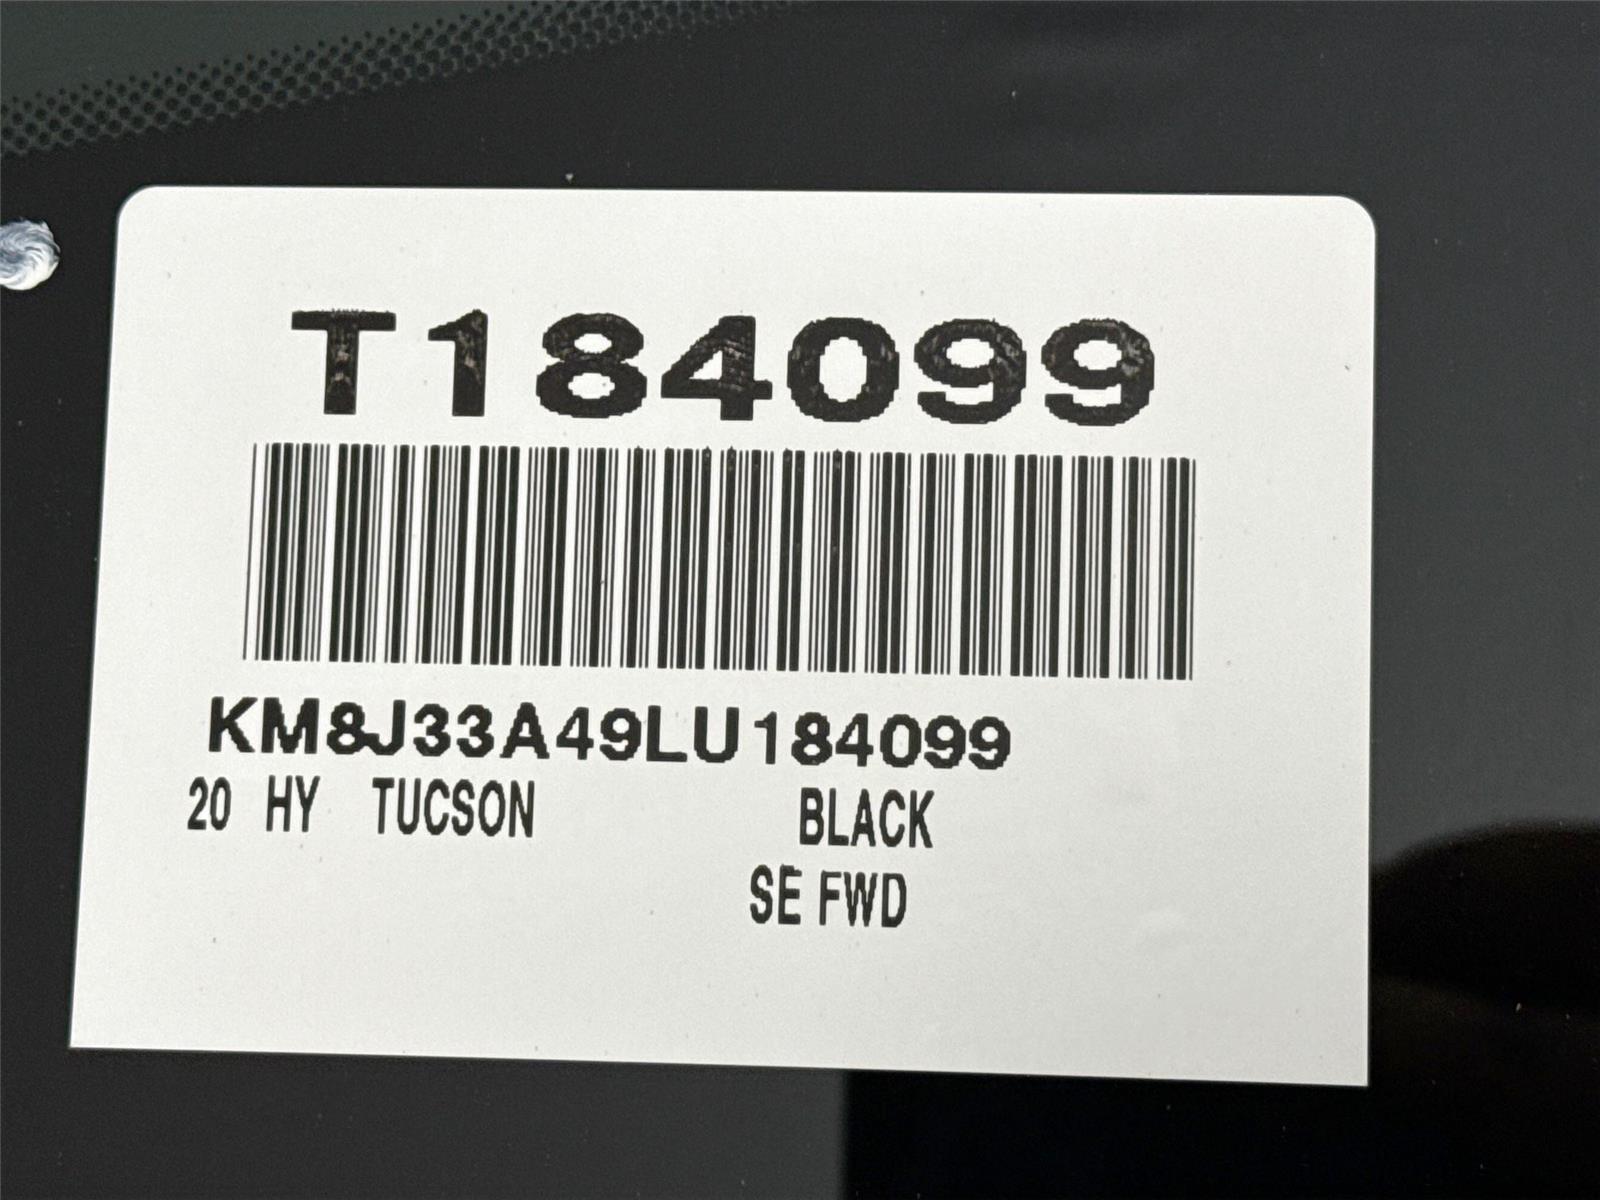 T184099
KM8J33A49LU184099
20 HY TUCSON BLACK
SE FWD